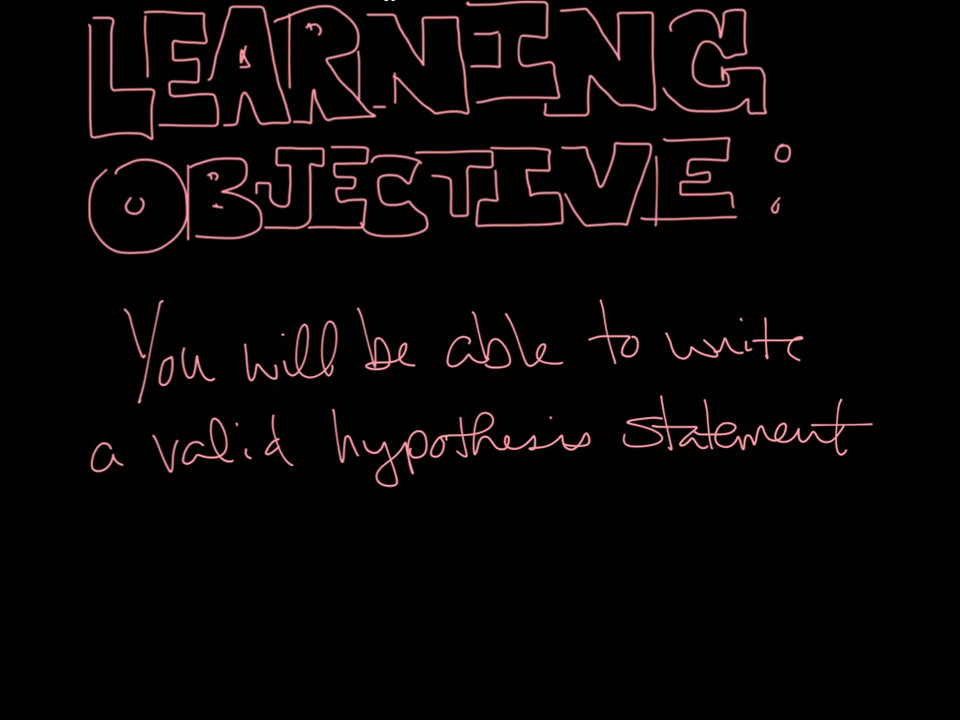 LEARNING
OBJECTIVE:
You will be able to write
a valid hypothesis statement